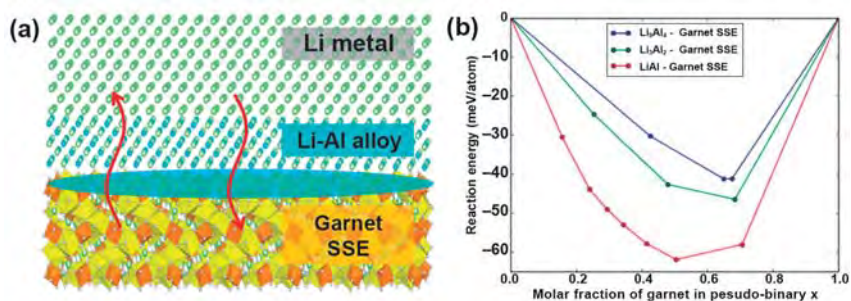 (a)
Li metal
Li-Al alloy
Garnet
SSE
(b)
Li₉Al₄ - Garnet SSE
Li₃Al₂ - Garnet SSE
LiAl - Garnet SSE
Reaction energy (meV/atom)
0
−10
−20
−30
−40
−50
−60
0.0
0.2
0.4
0.6
0.8
1.0
Molar fraction of garnet in pesudo-binary x